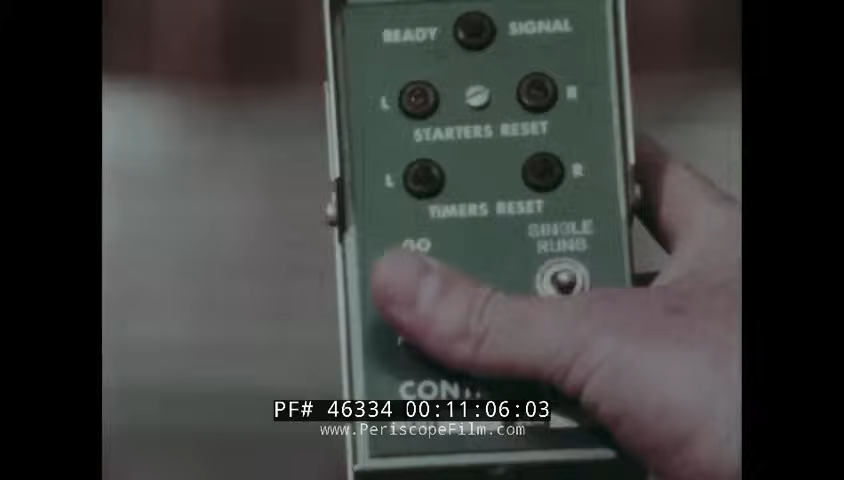 READY SIGNAL
L R
STARTERS RESET
L R
TIMERS RESET
GO
SINGLE
RUNS
PF# 46334 00:11:06:03
www.PeriscopeFilm.com